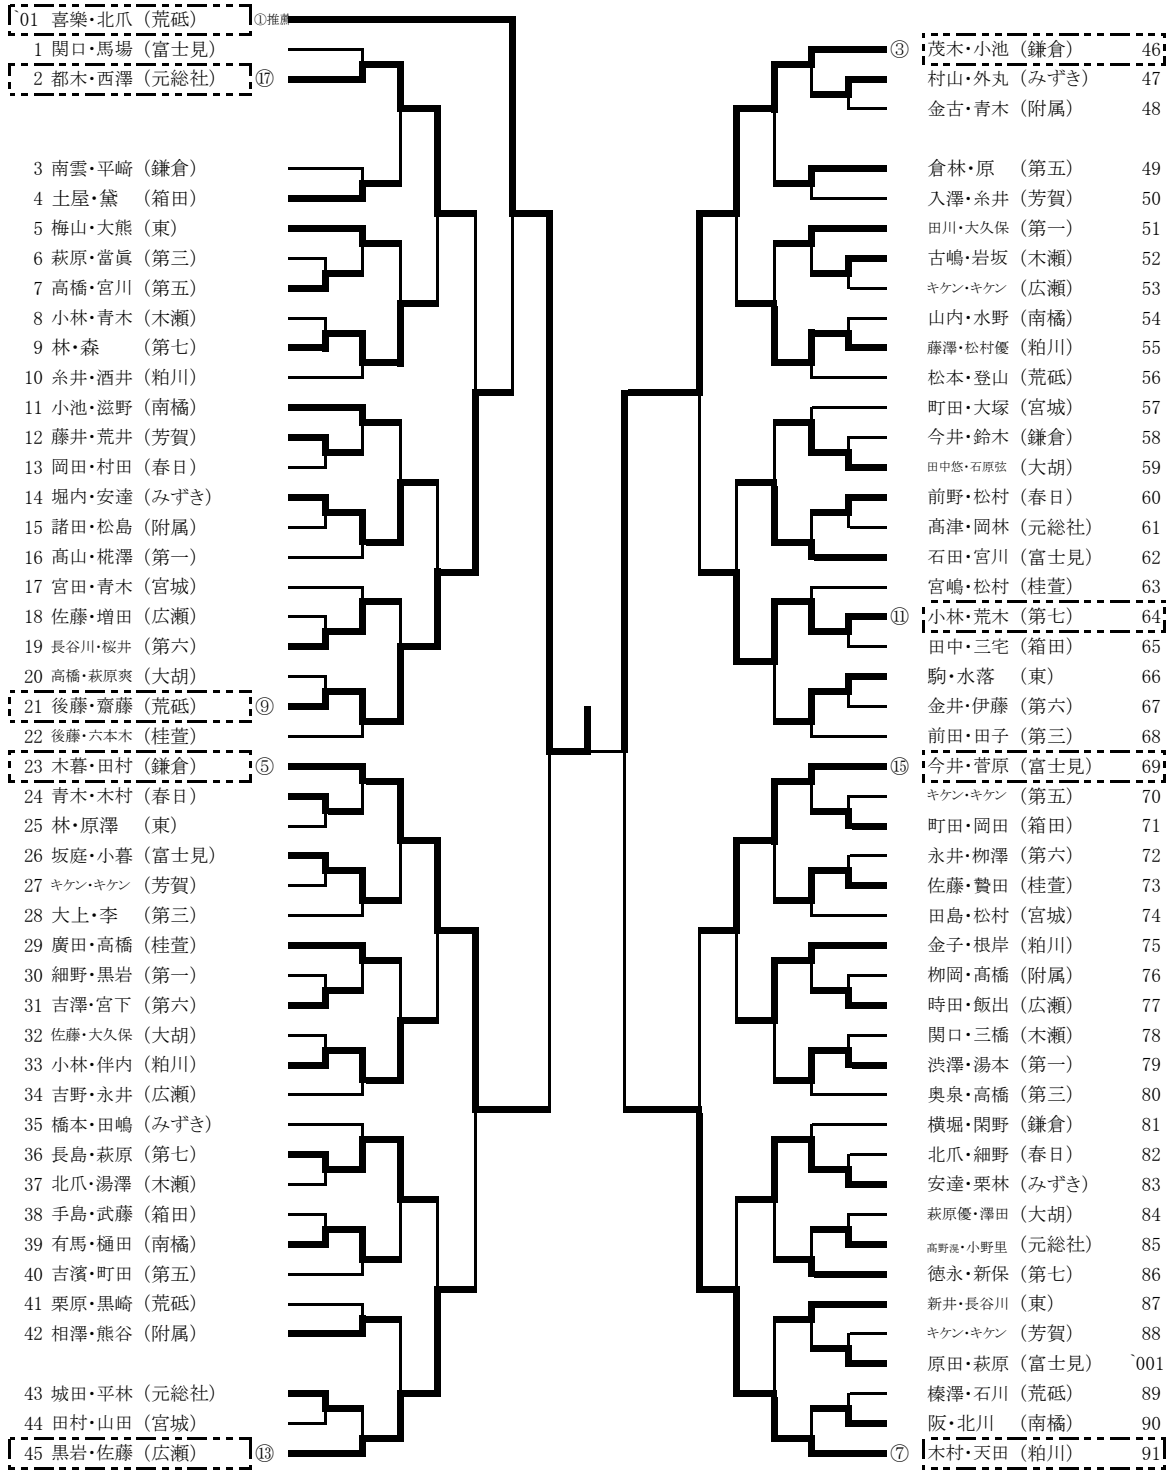 `01 喜樂・北爪 (荒砥) ①推薦
1 関口・馬場 (富士見)
2 都木・西澤 (元総社) ⑰
3 南雲・平﨑 (鎌倉)
4 土屋・黛 (箱田)
5 梅山・大熊 (東)
6 萩原・當眞 (第三)
7 高橋・宮川 (第五)
8 小林・青木 (木瀬)
9 林・森 (第七)
10 糸井・酒井 (粕川)
11 小池・滋野 (南橘)
12 藤井・荒井 (芳賀)
13 岡田・村田 (春日)
14 堀内・安達 (みずき)
15 諸田・松島 (附属)
16 髙山・椛澤 (第一)
17 宮田・青木 (宮城)
18 佐藤・増田 (広瀬)
19 長谷川・桜井 (第六)
20 高橋・萩原爽 (大胡)
21 後藤・齋藤 (荒砥) ⑨
22 後藤・六本木 (桂萱)
23 木暮・田村 (鎌倉) ⑤
24 青木・木村 (春日)
25 林・原澤 (東)
26 坂庭・小暮 (富士見)
27 キケン・キケン (芳賀)
28 大上・李 (第三)
29 廣田・高橋 (桂萱)
30 細野・黒岩 (第一)
31 吉澤・宮下 (第六)
32 佐藤・大久保 (大胡)
33 小林・伴内 (粕川)
34 吉野・永井 (広瀬)
35 橋本・田嶋 (みずき)
36 長島・萩原 (第七)
37 北爪・湯澤 (木瀬)
38 手島・武藤 (箱田)
39 有馬・樋田 (南橘)
40 吉濱・町田 (第五)
41 栗原・黒崎 (荒砥)
42 相澤・熊谷 (附属)
43 城田・平林 (元総社)
44 田村・山田 (宮城)
45 黒岩・佐藤 (広瀬) ⑬
③ 茂木・小池 (鎌倉) 46
村山・外丸 (みずき) 47
金古・青木 (附属) 48
倉林・原 (第五) 49
入澤・糸井 (芳賀) 50
田川・大久保 (第一) 51
古嶋・岩坂 (木瀬) 52
キケン・キケン (広瀬) 53
山内・水野 (南橘) 54
藤澤・松村優 (粕川) 55
松本・登山 (荒砥) 56
町田・大塚 (宮城) 57
今井・鈴木 (鎌倉) 58
田中悠・石原弦 (大胡) 59
前野・松村 (春日) 60
髙津・岡林 (元総社) 61
石田・宮川 (富士見) 62
宮嶋・松村 (桂萱) 63
⑪ 小林・荒木 (第七) 64
田中・三宅 (箱田) 65
駒・水落 (東) 66
金井・伊藤 (第六) 67
前田・田子 (第三) 68
⑮ 今井・菅原 (富士見) 69
キケン・キケン (第五) 70
町田・岡田 (箱田) 71
永井・栁澤 (第六) 72
佐藤・贄田 (桂萱) 73
田島・松村 (宮城) 74
金子・根岸 (粕川) 75
栁岡・髙橋 (附属) 76
時田・飯出 (広瀬) 77
関口・三橋 (木瀬) 78
渋澤・湯本 (第一) 79
奥泉・高橋 (第三) 80
横堀・閑野 (鎌倉) 81
北爪・細野 (春日) 82
安達・栗林 (みずき) 83
萩原優・澤田 (大胡) 84
髙野滉・小野里 (元総社) 85
徳永・新保 (第七) 86
新井・長谷川 (東) 87
キケン・キケン (芳賀) 88
原田・萩原 (富士見) `001
榛澤・石川 (荒砥) 89
阪・北川 (南橘) 90
⑦ 木村・天田 (粕川) 91